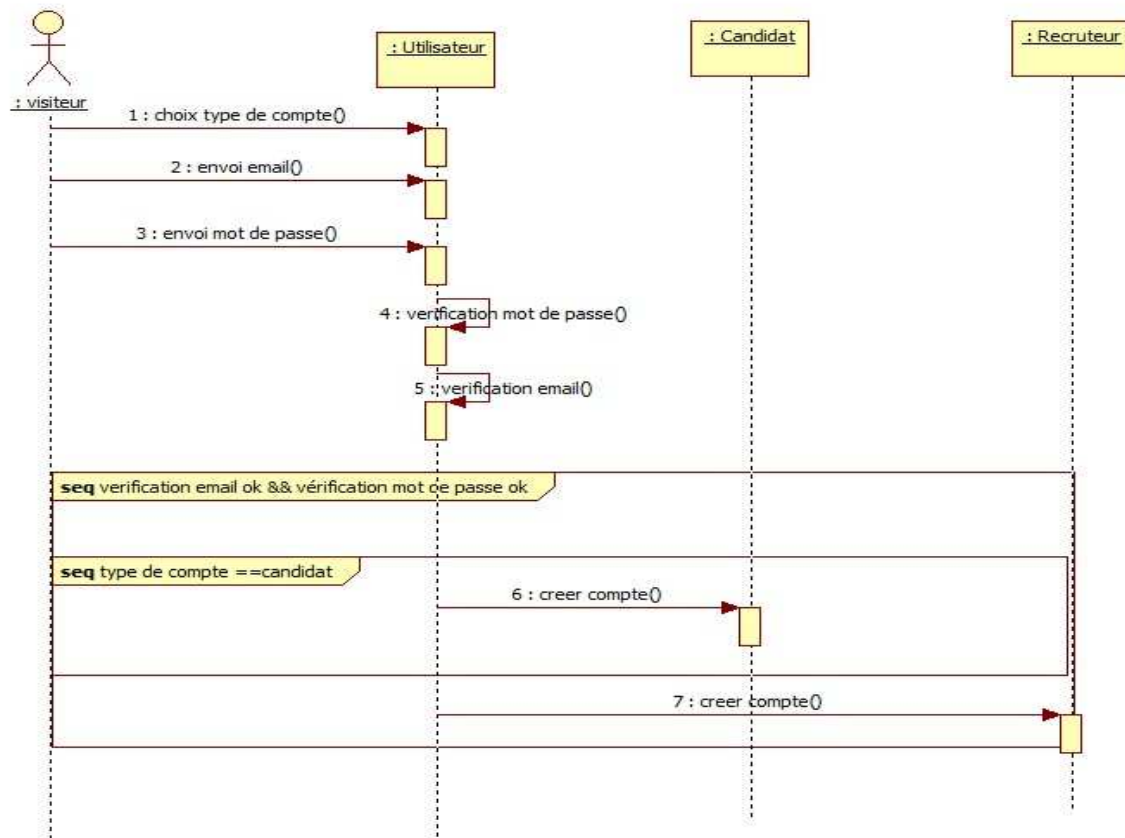 : visiteur
: Utilisateur
: Candidat
: Recruteur
1 : choix type de compte()
2 : envoi email()
3 : envoi mot de passe()
4 : verification mot de passe()
5 : verification email()
seq verification email ok && vérification mot de passe ok
seq type de compte ==candidat
6 : creer compte()
7 : creer compte()